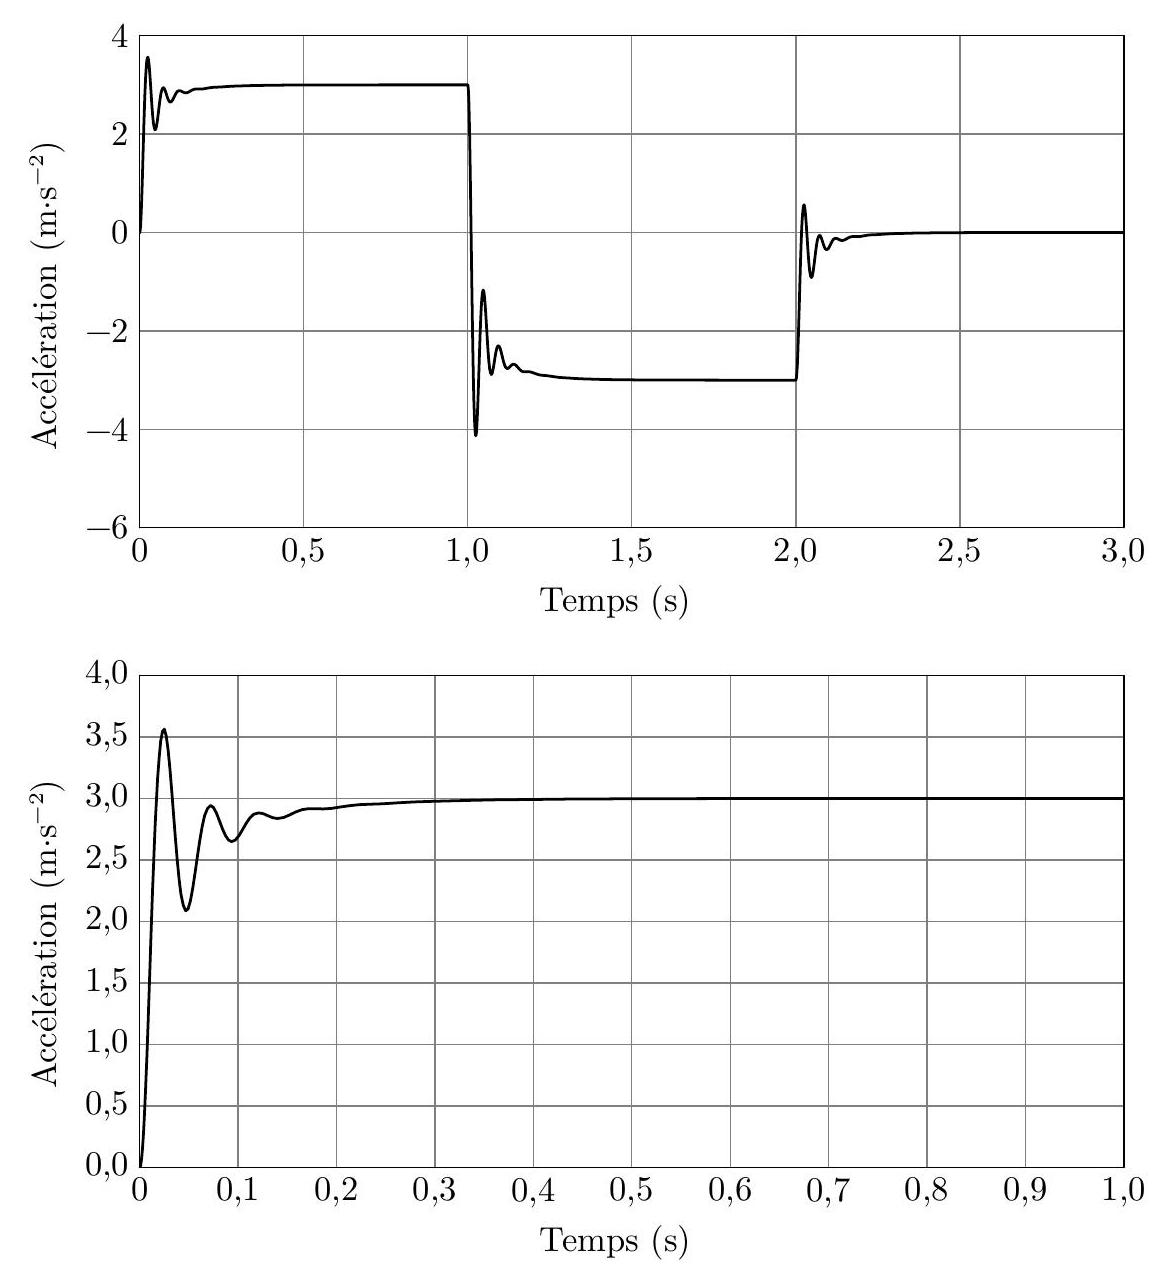 4
2
0
−2
−4
−6
Accélération (m·s⁻²)
0 0,5 1,0 1,5 2,0 2,5 3,0
Temps (s)
4,0
3,5
3,0
2,5
2,0
1,5
1,0
0,5
0,0
Accélération (m·s⁻²)
0 0,1 0,2 0,3 0,4 0,5 0,6 0,7 0,8 0,9 1,0
Temps (s)